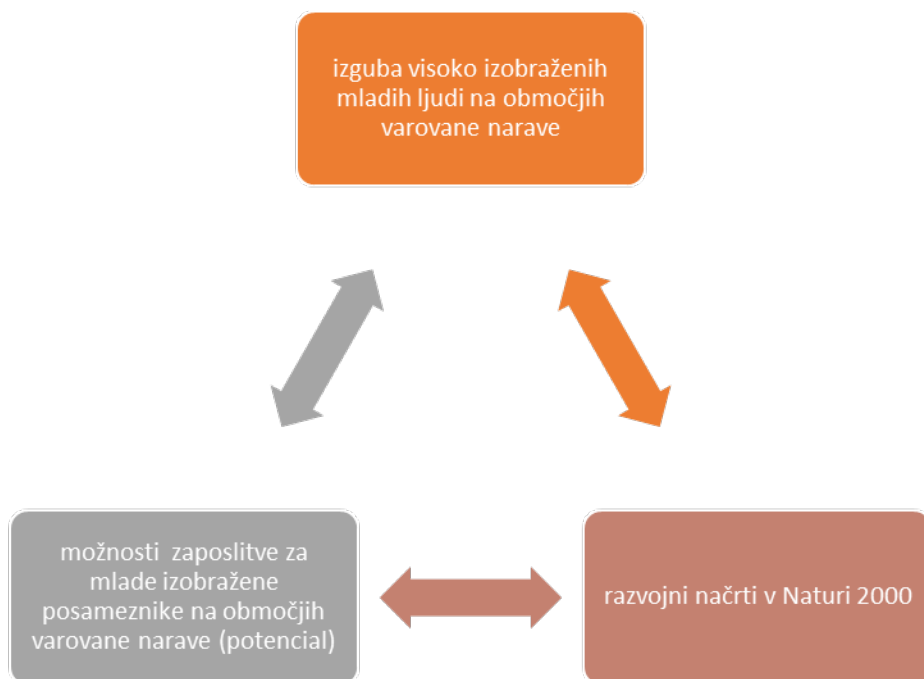 izguba visoko izobraženih
mladih ljudi na območjih
varovane narave
možnosti  zaposlitve za
mlade izobražene
posameznike na območjih
varovane narave (potencial)
razvojni načrti v Naturi 2000